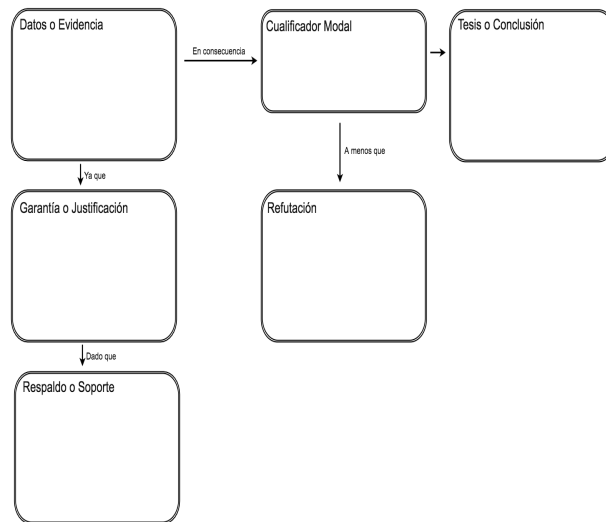 Datos o Evidencia
En consecuencia
Cualificador Modal
Tesis o Conclusión
A menos que
Ya que
Garantía o Justificación
Refutación
Dado que
Respaldo o Soporte